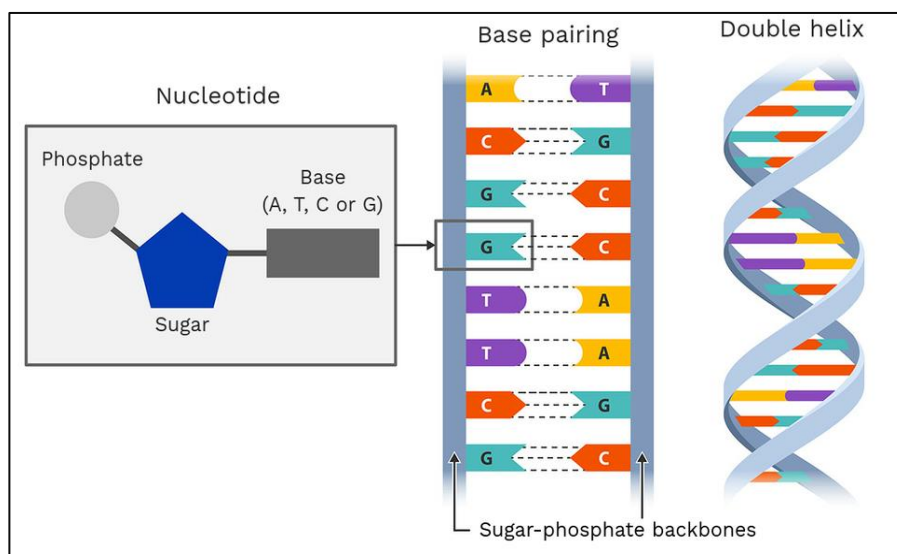 Nucleotide
Phosphate
Base
(A, T, C or G)
Sugar
Base pairing
A T
C G
G C
G C
T A
T A
C G
G C
Sugar-phosphate backbones
Double helix